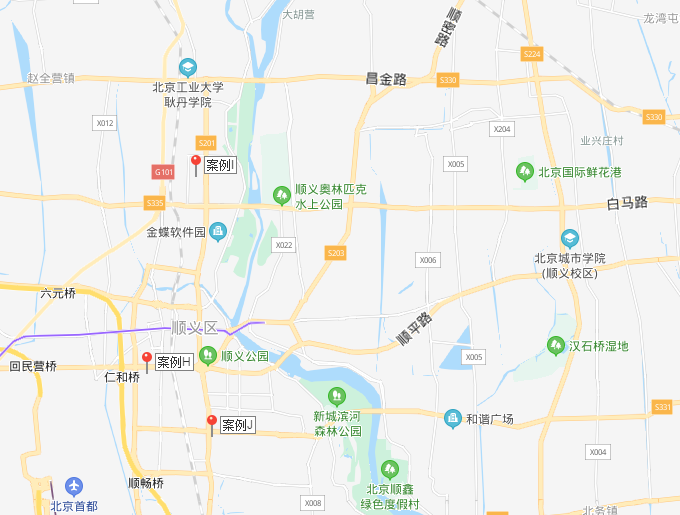 大胡营
顺密路
龙湾屯
S224
赵全营镇
昌金路
S330
北京工业大学
耿丹学院
S330
X012
X204
S201
业兴庄村
案例I
X005
G101
北京国际鲜花港
顺义奥林匹克
水上公园
S335
白马路
金蝶软件园
X022
S203
X006
北京城市学院
(顺义校区)
六元桥
顺义区
顺平路
汉石桥湿地
顺义公园
X005
回民营桥
案例H
仁和桥
S331
新城滨河
森林公园
和谐广场
案例J
X004
顺畅桥
北京顺鑫
绿色度假村
北京首都
X008
北务镇